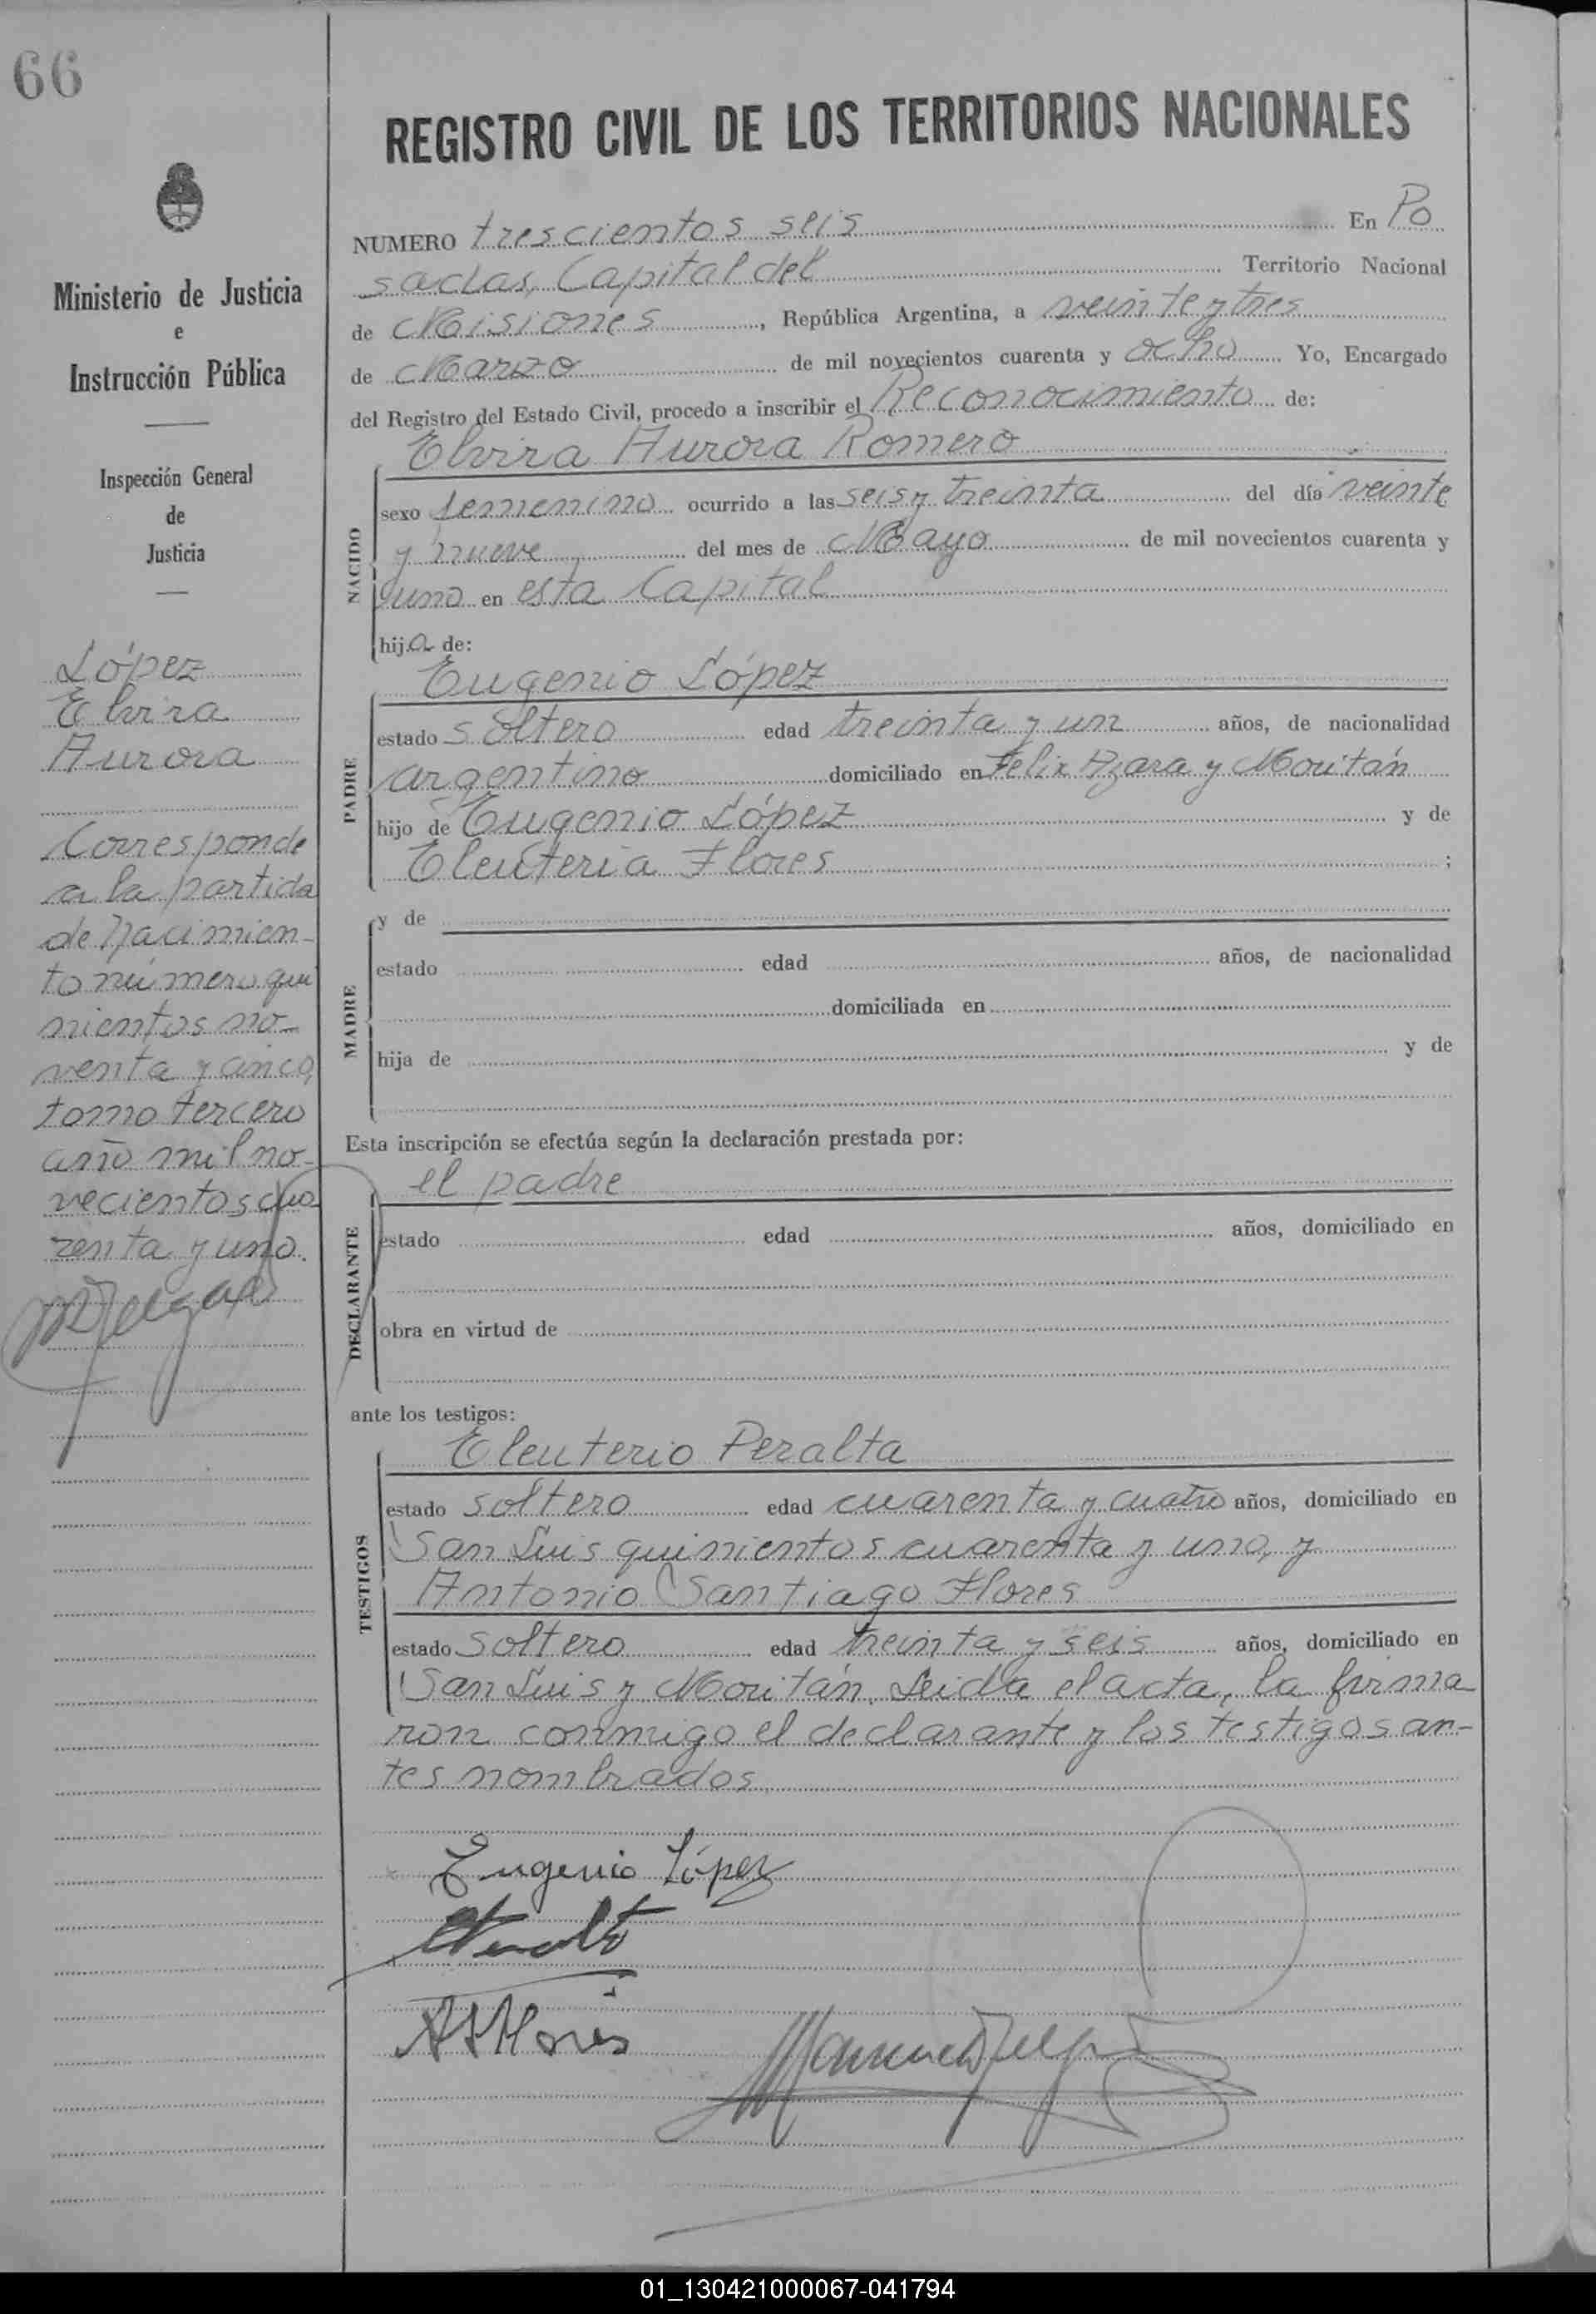 66
REGISTRO CIVIL DE LOS TERRITORIOS NACIONALES
Ministerio de Justicia
e
Instrucción Pública
Inspección General
de
Justicia
López
Elvira
Aurora
Corresponde
a la partida
de Nacimien-
to número qui
nientos no-
venta y cinco,
tomo tercero
año mil no-
vecientos cua
renta y uno.
NUMERO trescientos seis En Po
sadas, Capital del Territorio Nacional
de Misiones, República Argentina, a veinte y tres
de Marzo de mil novecientos cuarenta y ocho Yo, Encargado
del Registro del Estado Civil, procedo a inscribir el Reconocimiento de:
Elvira Aurora Romero
NACIDO
sexo femenino ocurrido a las seis y treinta del día veinte
y nueve del mes de Mayo de mil novecientos cuarenta y
uno en esta Capital
hija de:
Eugenio López
PADRE
estado soltero edad treinta y un años, de nacionalidad
argentino domiciliado en Felix Azara y Moritán
hijo de Eugenio López y de
Eleuteria Flores ;
MADRE
y de
estado edad años, de nacionalidad
domiciliada en
hija de y de
Esta inscripción se efectúa según la declaración prestada por:
el padre
DECLARANTE
estado edad años, domiciliado en
obra en virtud de
ante los testigos:
Eleuterio Peralta
TESTIGOS
estado soltero edad cuarenta y cuatro años, domiciliado en
San Luis quinientos cuarenta y uno, y
Antonio Santiago Flores
estado soltero edad treinta y seis años, domiciliado en
San Luis y Moritán. Leida el acta, la firma
ron conmigo el declarante y los testigos an-
tes nombrados.
Eugenio López
ASFlores
01_130421000067-041794